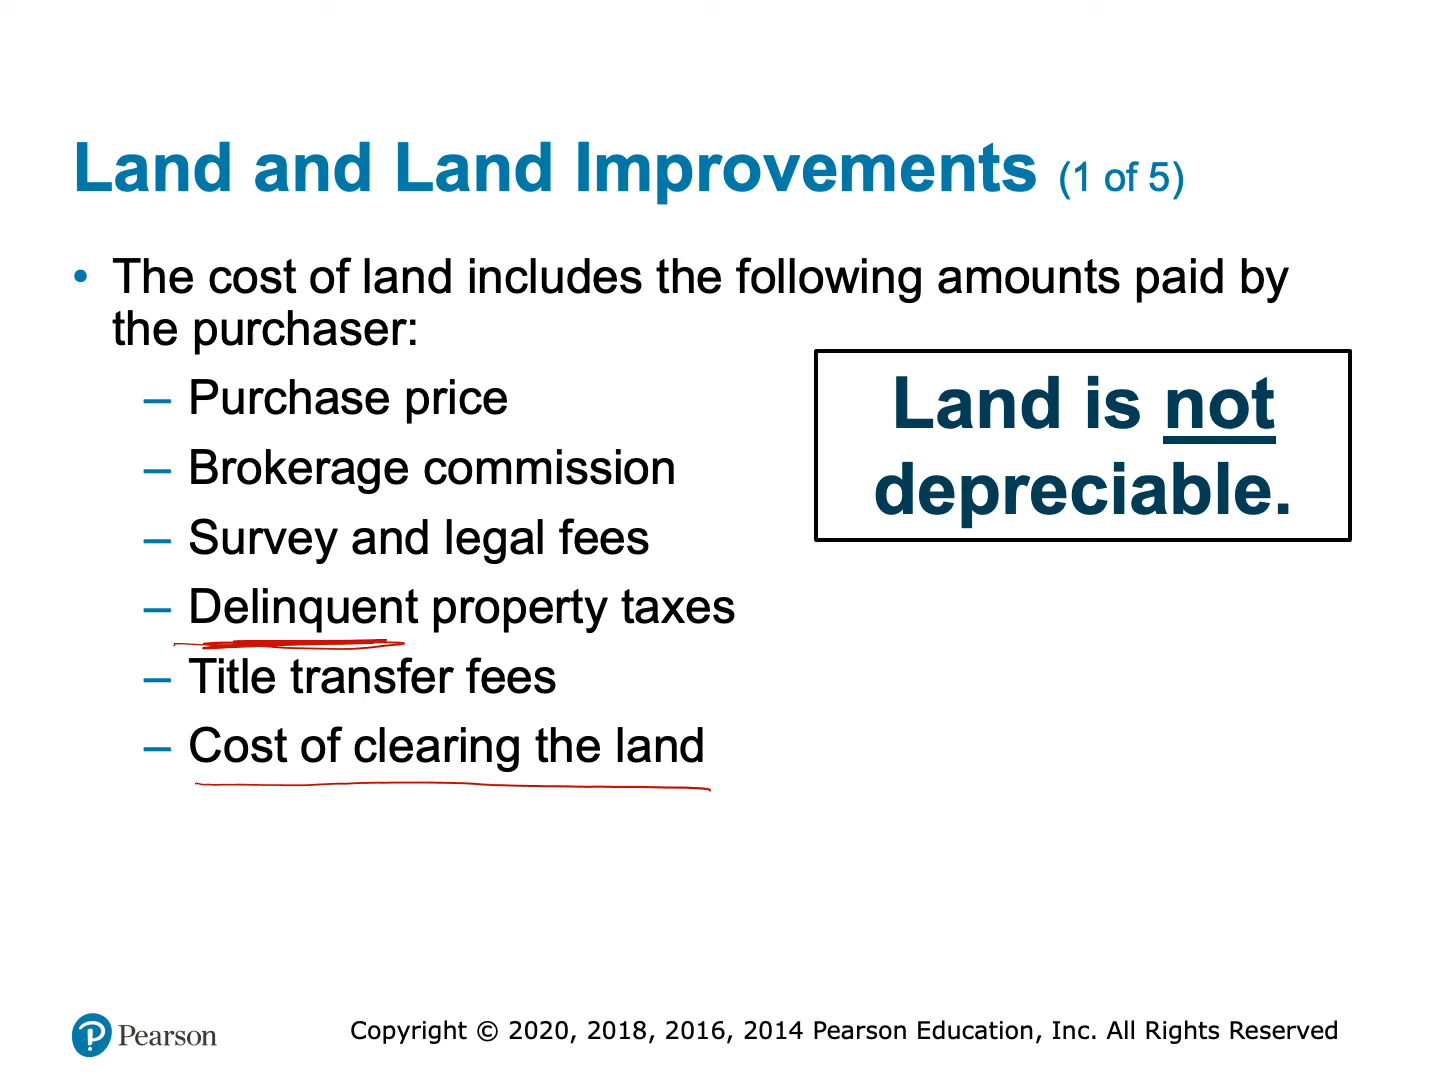 Land and Land Improvements (1 of 5)
• The cost of land includes the following amounts paid by
the purchaser:
– Purchase price
– Brokerage commission
– Survey and legal fees
– Delinquent property taxes
– Title transfer fees
– Cost of clearing the land
Land is not
depreciable.
Pearson
Copyright © 2020, 2018, 2016, 2014 Pearson Education, Inc. All Rights Reserved